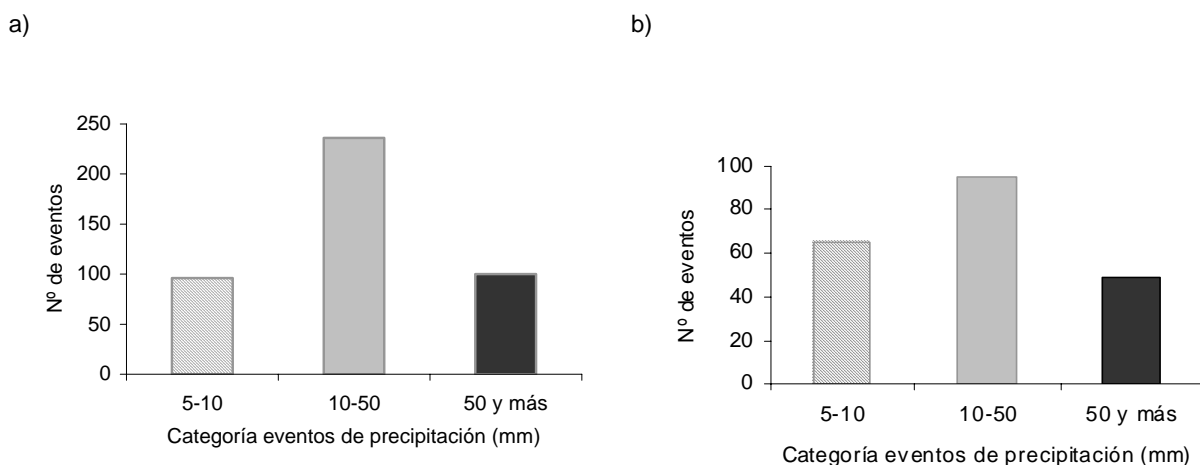 a)
250
200
150
100
50
0
Nº de eventos
5-10 10-50 50 y más
Categoría eventos de precipitación (mm)
b)
100
80
60
40
20
0
Nº de eventos
5-10 10-50 50 y más
Categoría eventos de precipitación (mm)